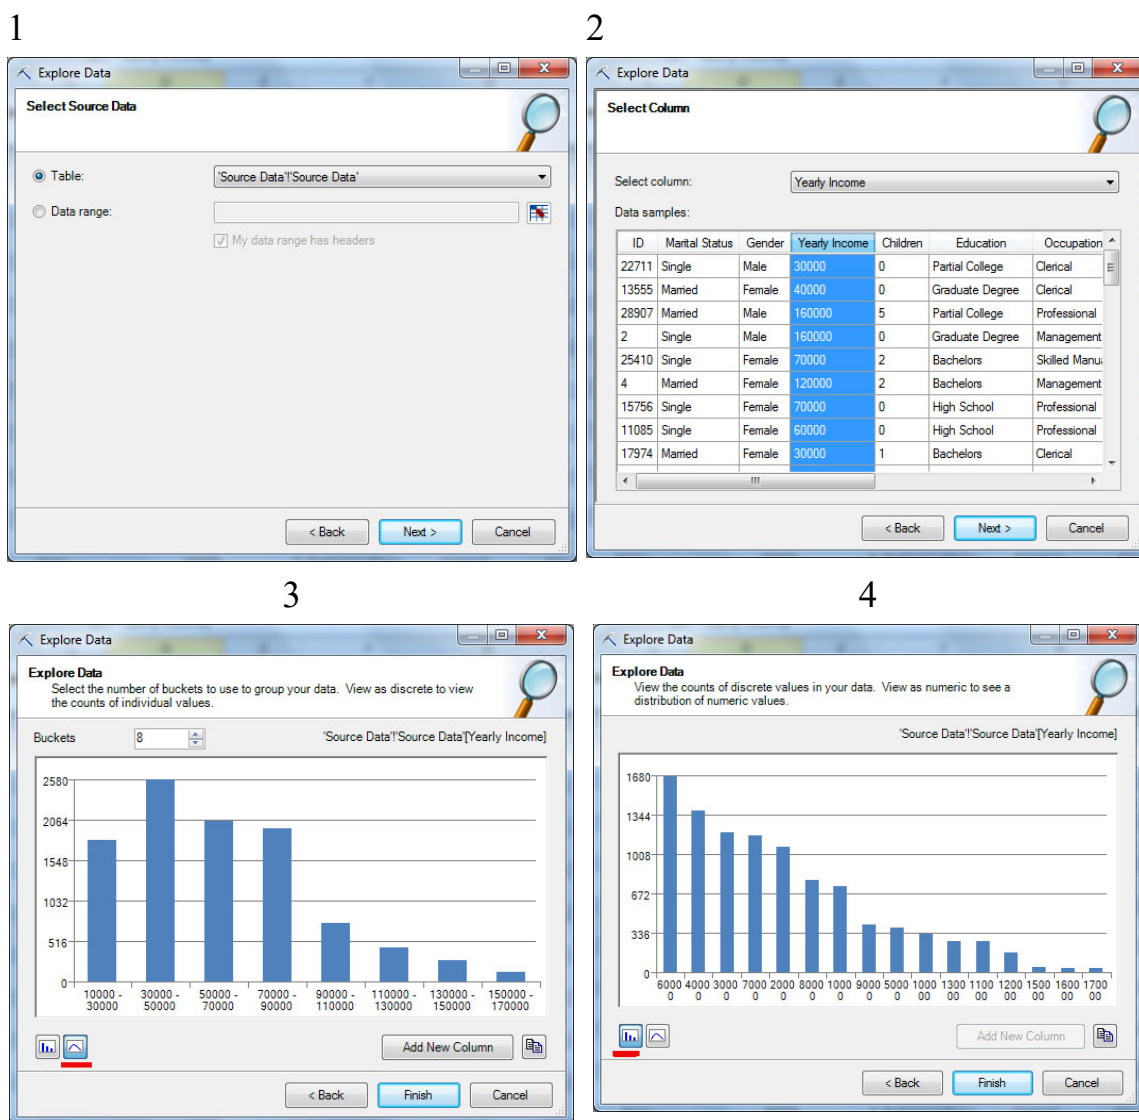 1
2
Explore Data
Select Source Data
Table:
'Source Data'!'Source Data'
Data range:
My data range has headers
< Back
Next >
Cancel
Explore Data
Select Column
Select column:
Yearly Income
Data samples:
ID Marital Status Gender Yearly Income Children Education Occupation
22711 Single Male 30000 0 Partial College Clerical
13555 Married Female 40000 0 Graduate Degree Clerical
28907 Married Male 160000 5 Partial College Professional
2 Single Male 160000 0 Graduate Degree Management
25410 Single Female 70000 2 Bachelors Skilled Manu
4 Married Female 120000 2 Bachelors Management
15756 Single Female 70000 0 High School Professional
11085 Single Female 60000 0 High School Professional
17974 Married Female 30000 1 Bachelors Clerical
< Back
Next >
Cancel
3
4
Explore Data
Explore Data
Select the number of buckets to use to group your data. View as discrete to view
the counts of individual values.
Buckets
8
'Source Data'!'Source Data'[Yearly Income]
2580
2064
1548
1032
516
0
10000 - 30000 - 50000 - 70000 - 90000 - 110000 - 130000 - 150000 -
30000 50000 70000 90000 110000 130000 150000 170000
Add New Column
< Back
Finish
Cancel
Explore Data
Explore Data
View the counts of discrete values in your data. View as numeric to see a
distribution of numeric values.
'Source Data'!'Source Data'[Yearly Income]
1680
1344
1008
672
336
0
6000 4000 3000 7000 2000 8000 1000 9000 5000 1000 1300 1100 1200 1500 1600 1700
0 0 0 0 0 0 0 0 0 00 00 00 00 00 00 00
Add New Column
< Back
Finish
Cancel